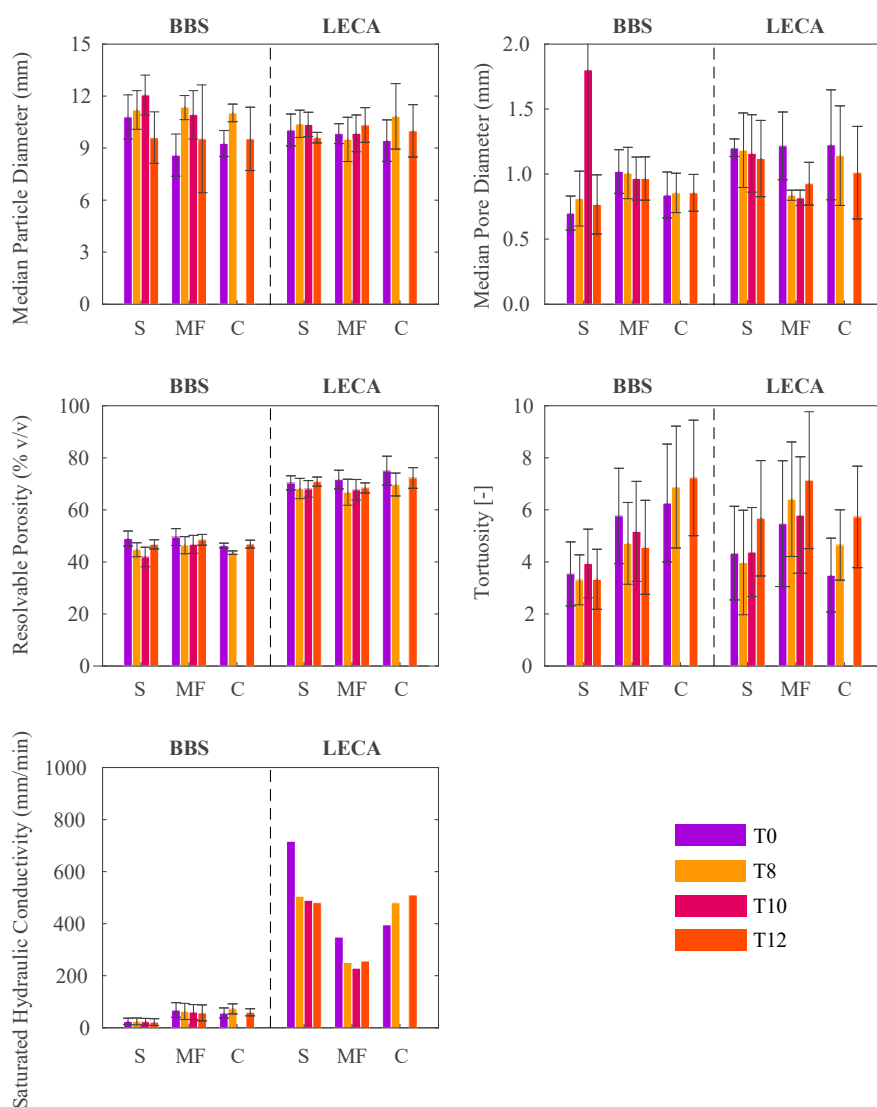 BBS LECA
Median Particle Diameter (mm)
15
12
9
6
3
0
S MF C S MF C
BBS LECA
Median Pore Diameter (mm)
2.0
1.5
1.0
0.5
0.0
S MF C S MF C
BBS LECA
Resolvable Porosity (% v/v)
100
80
60
40
20
0
S MF C S MF C
BBS LECA
Tortuosity [-]
10
8
6
4
2
0
S MF C S MF C
BBS LECA
Saturated Hydraulic Conductivity (mm/min)
1000
800
600
400
200
0
S MF C S MF C
T0
T8
T10
T12